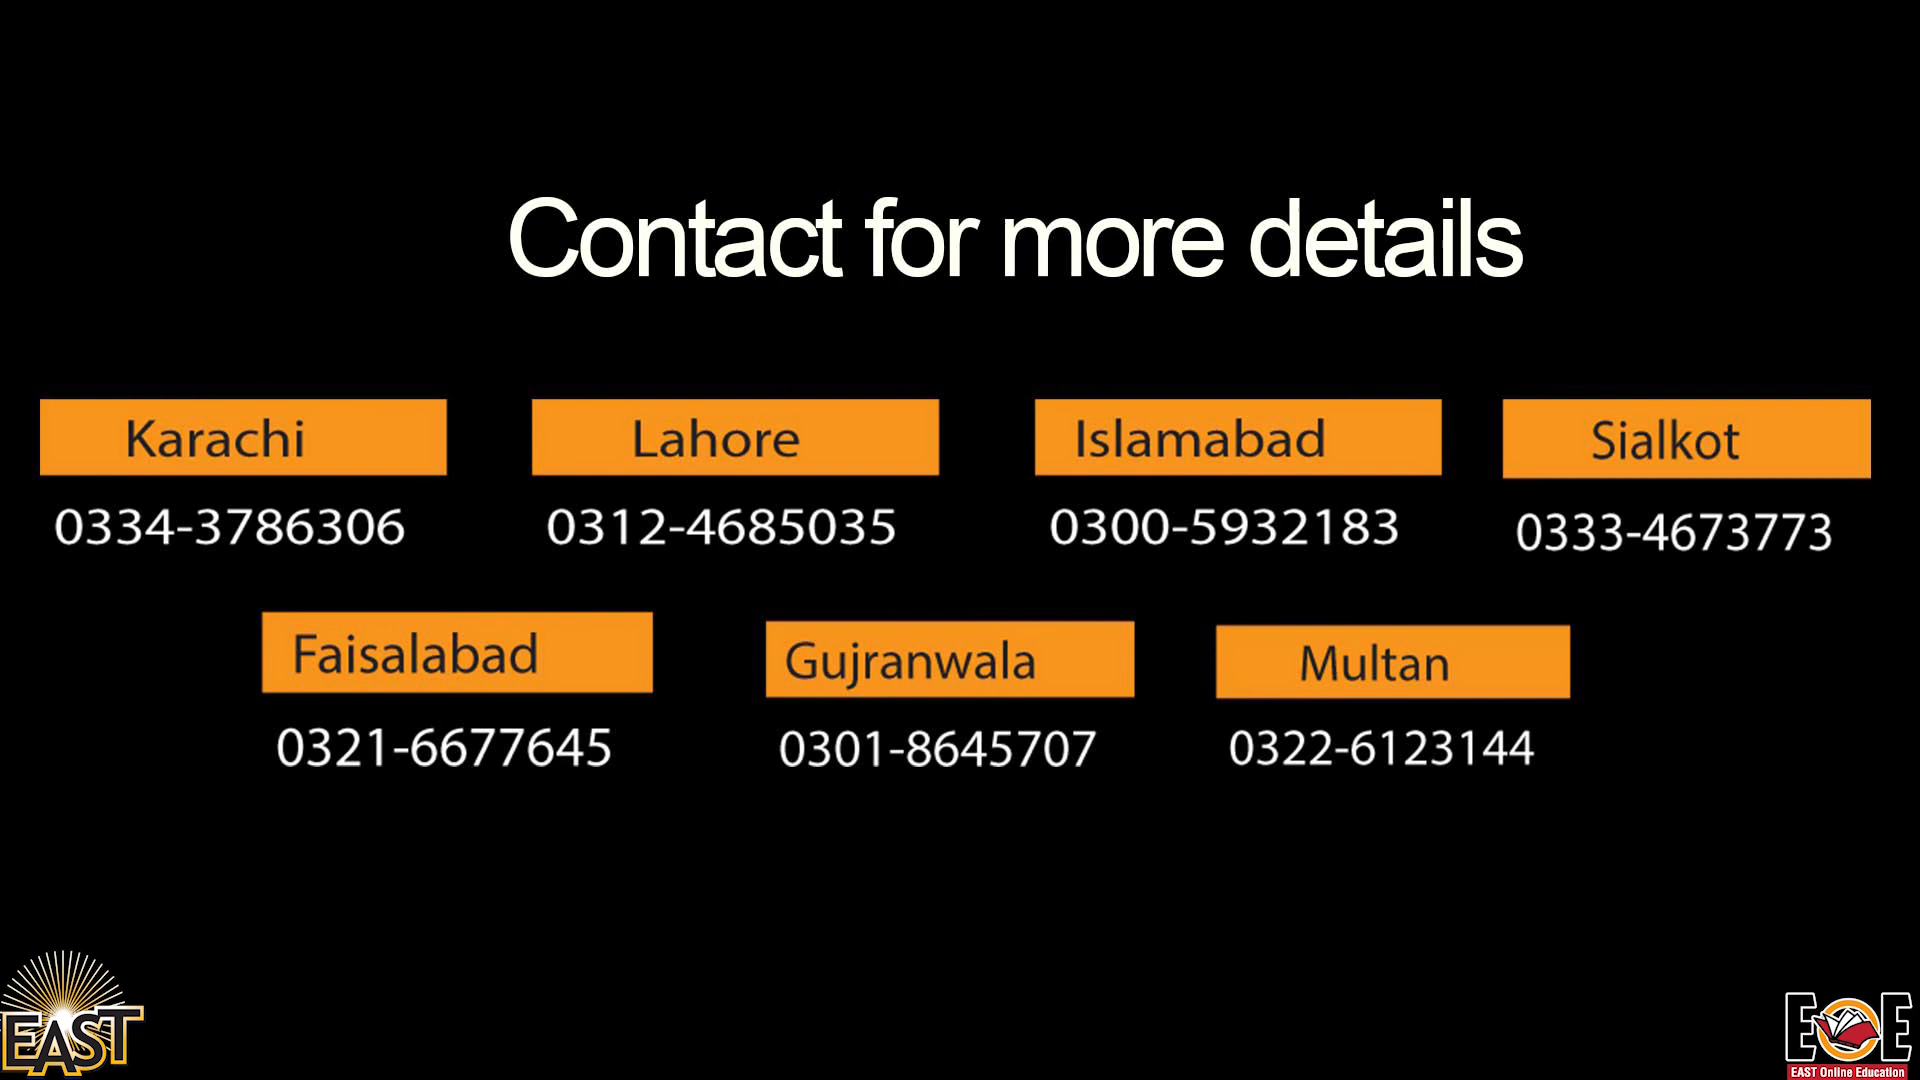 Contact for more details
Karachi Lahore Islamabad Sialkot
0334-3786306 0312-4685035 0300-5932183 0333-4673773
Faisalabad Gujranwala Multan
0321-6677645 0301-8645707 0322-6123144
EAST
EOE
EAST Online Education